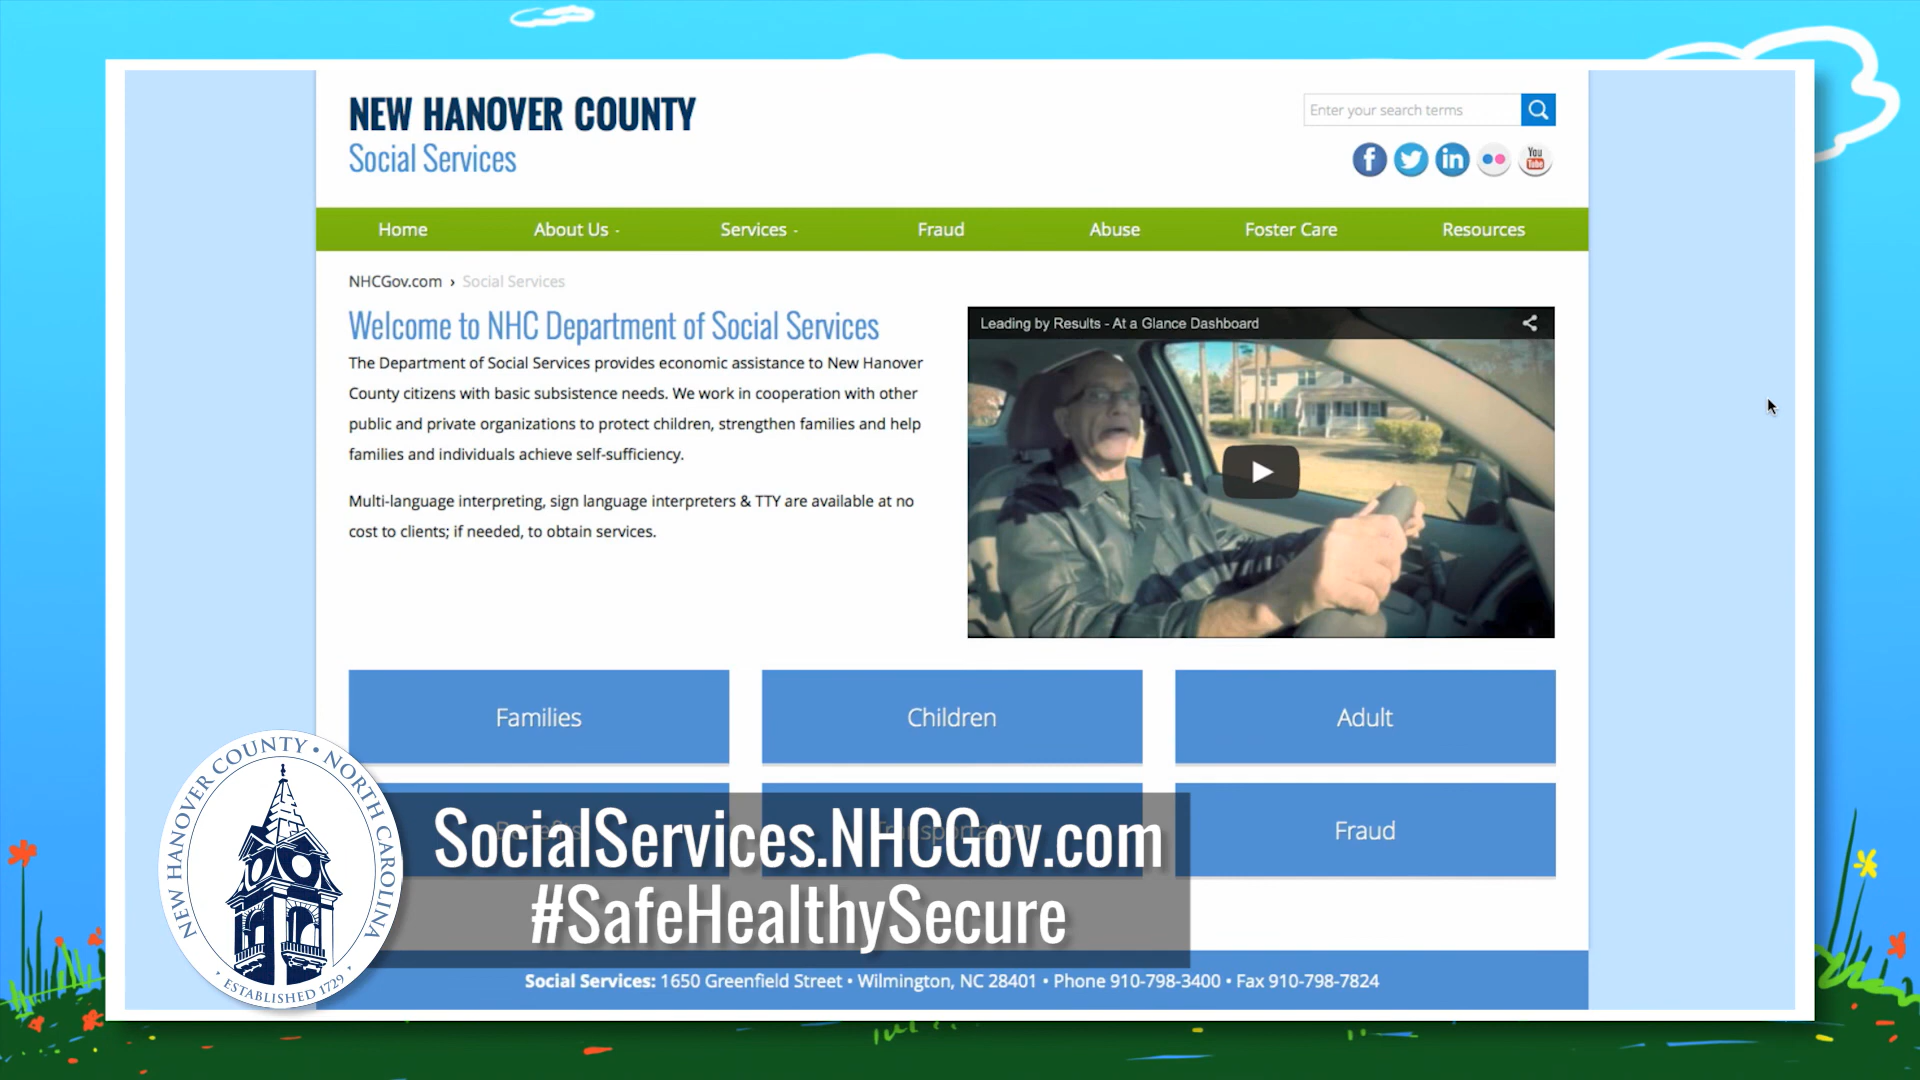 NEW HANOVER COUNTY
Social Services
Enter your search terms
f
in
You
Tube
Home
About Us
Services
Fraud
Abuse
Foster Care
Resources
NHCGov.com › Social Services
Welcome to NHC Department of Social Services
The Department of Social Services provides economic assistance to New Hanover
County citizens with basic subsistence needs. We work in cooperation with other
public and private organizations to protect children, strengthen families and help
families and individuals achieve self-sufficiency.
Multi-language interpreting, sign language interpreters & TTY are available at no
cost to clients; if needed, to obtain services.
Leading by Results - At a Glance Dashboard
Families
Children
Adult
Benefits
Transportation
Fraud
NEW HANOVER COUNTY • NORTH CAROLINA
• ESTABLISHED 1729 •
SocialServices.NHCGov.com
#SafeHealthySecure
Social Services: 1650 Greenfield Street • Wilmington, NC 28401 • Phone 910-798-3400 • Fax 910-798-7824